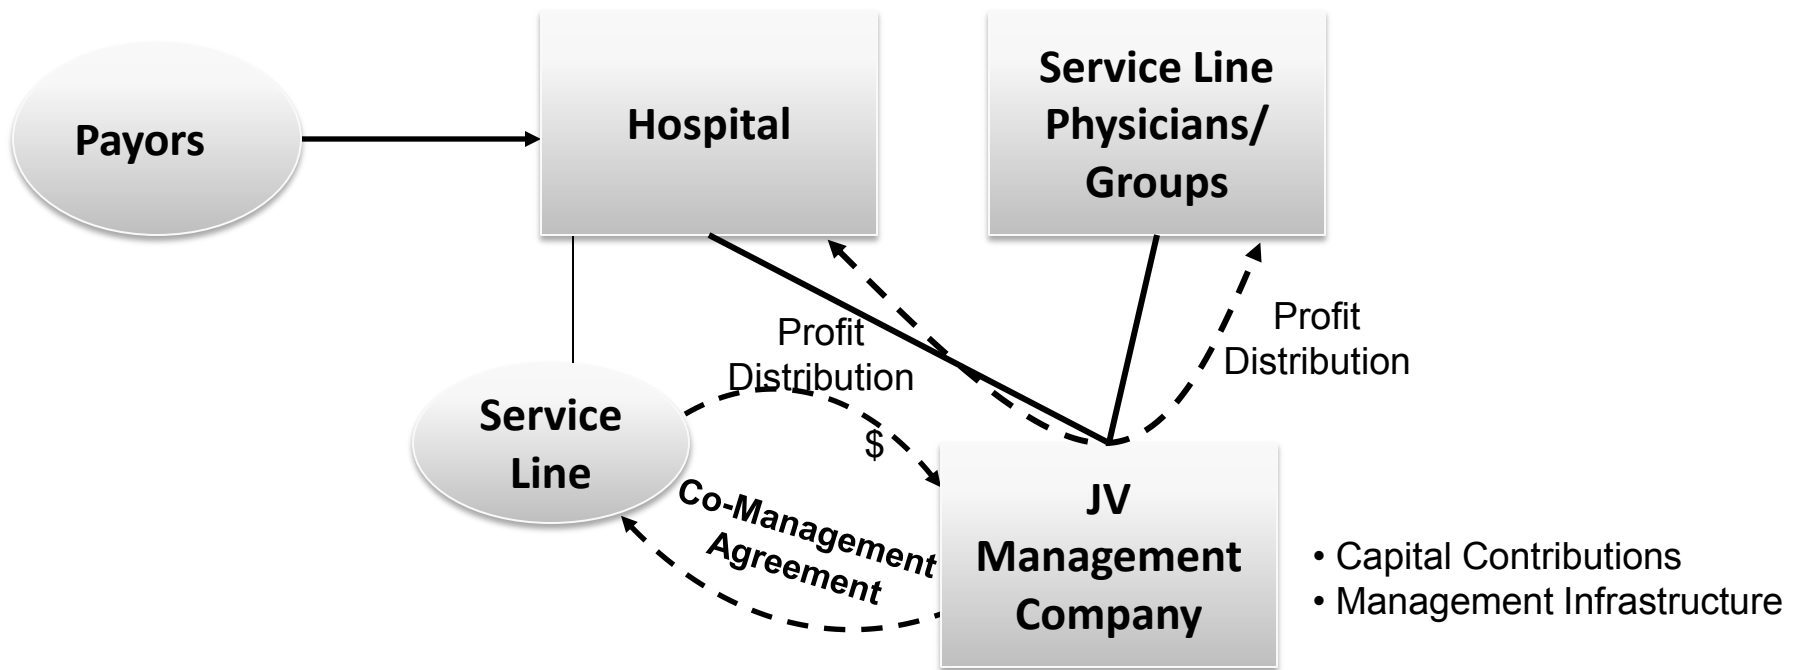 Payors
Hospital
Service Line
Physicians/
Groups
Profit
Distribution
Profit
Distribution
Service
Line
$
Co-Management
Agreement
JV
Management
Company
• Capital Contributions
• Management Infrastructure